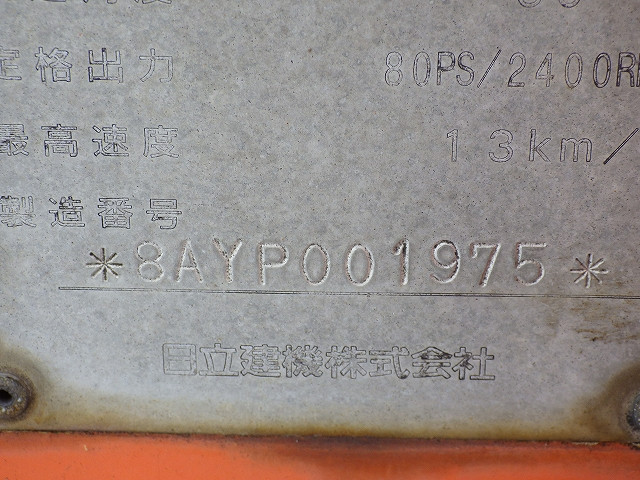 定格出力 80PS/2400R
最高速度 13km/
製造番号
*8AYP001975*
日立建機株式会社